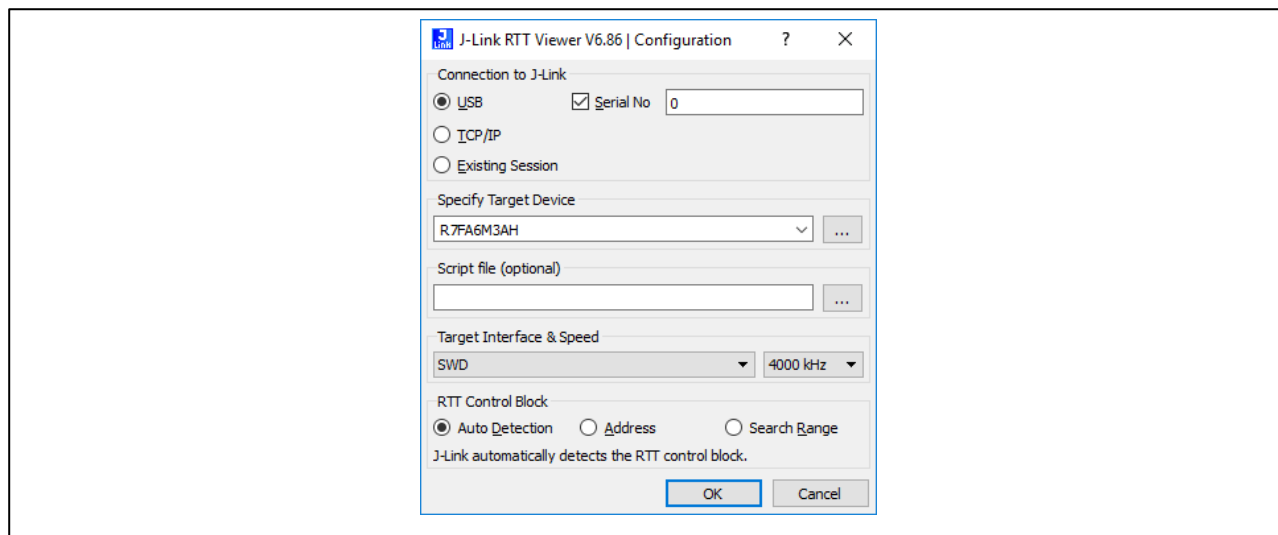 J-Link RTT Viewer V6.86 | Configuration ? X
Connection to J-Link
USB Serial No 0
TCP/IP
Existing Session
Specify Target Device
R7FA6M3AH ...
Script file (optional)
...
Target Interface & Speed
SWD 4000 kHz
RTT Control Block
Auto Detection Address Search Range
J-Link automatically detects the RTT control block.
OK Cancel